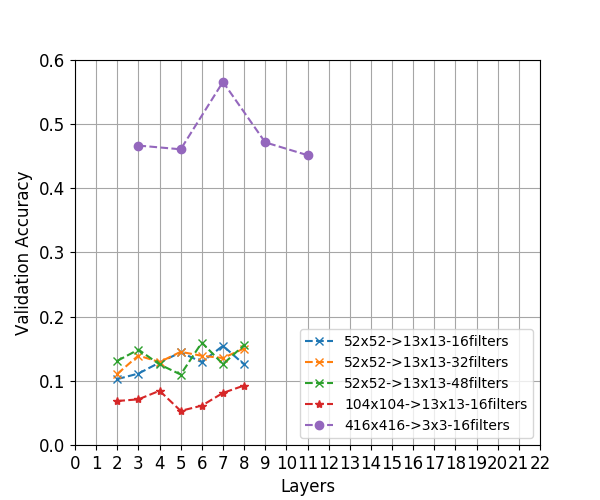 0.6
0.5
0.4
0.3
0.2
0.1
0.0
Validation Accuracy
52x52->13x13-16filters
52x52->13x13-32filters
52x52->13x13-48filters
104x104->13x13-16filters
416x416->3x3-16filters
0 1 2 3 4 5 6 7 8 9 10 11 12 13 14 15 16 17 18 19 20 21 22
Layers